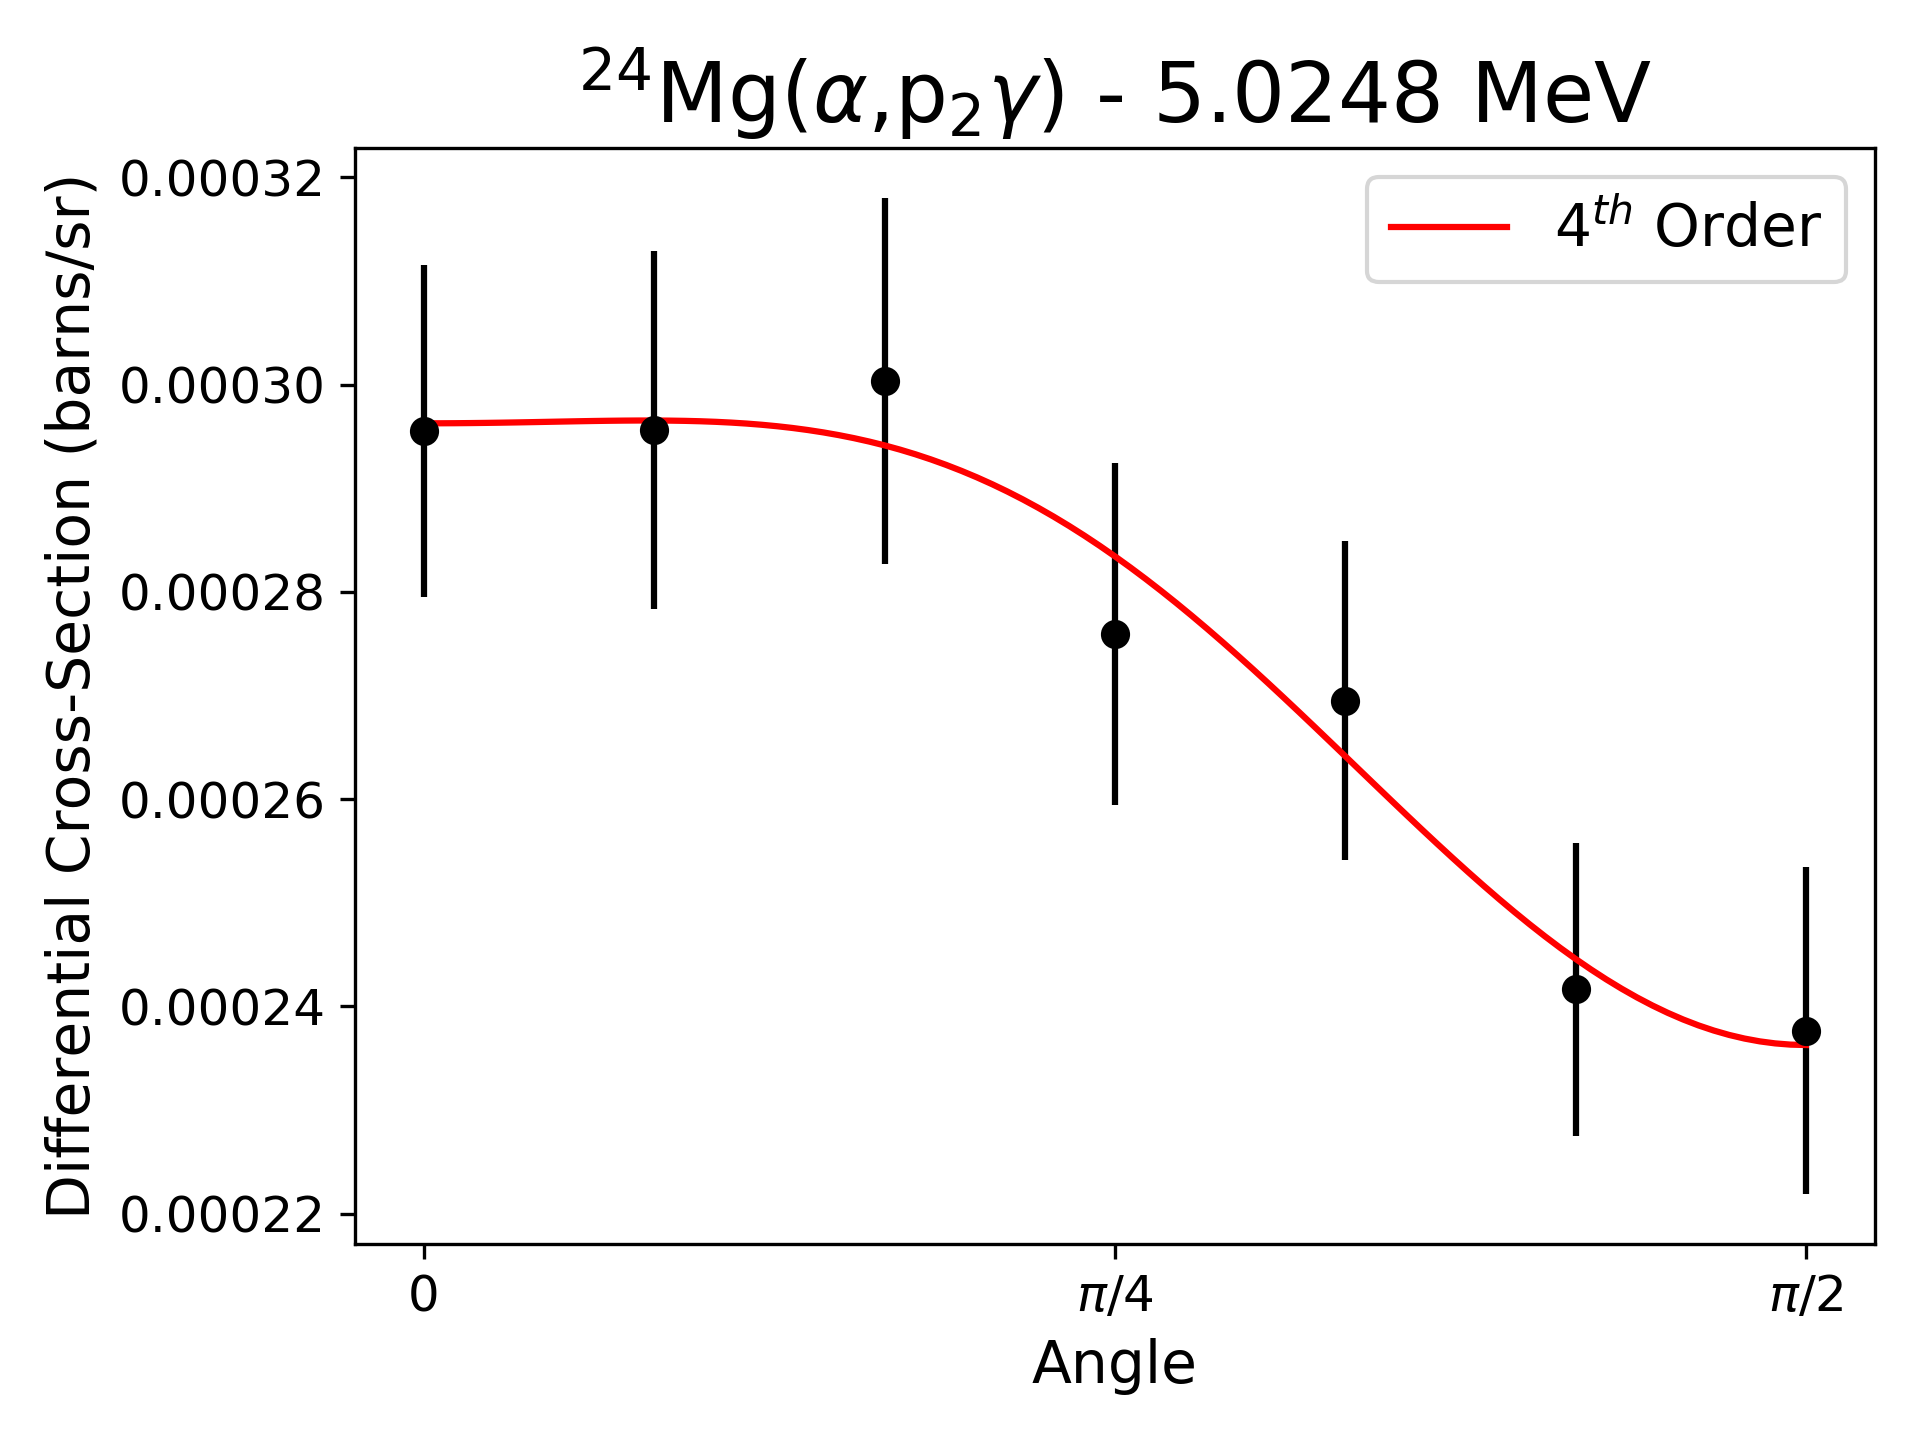 ²⁴Mg(α,p₂γ) - 5.0248 MeV
4ᵗʰ Order
Differential Cross-Section (barns/sr)
0.00032
0.00030
0.00028
0.00026
0.00024
0.00022
0
π/4
π/2
Angle